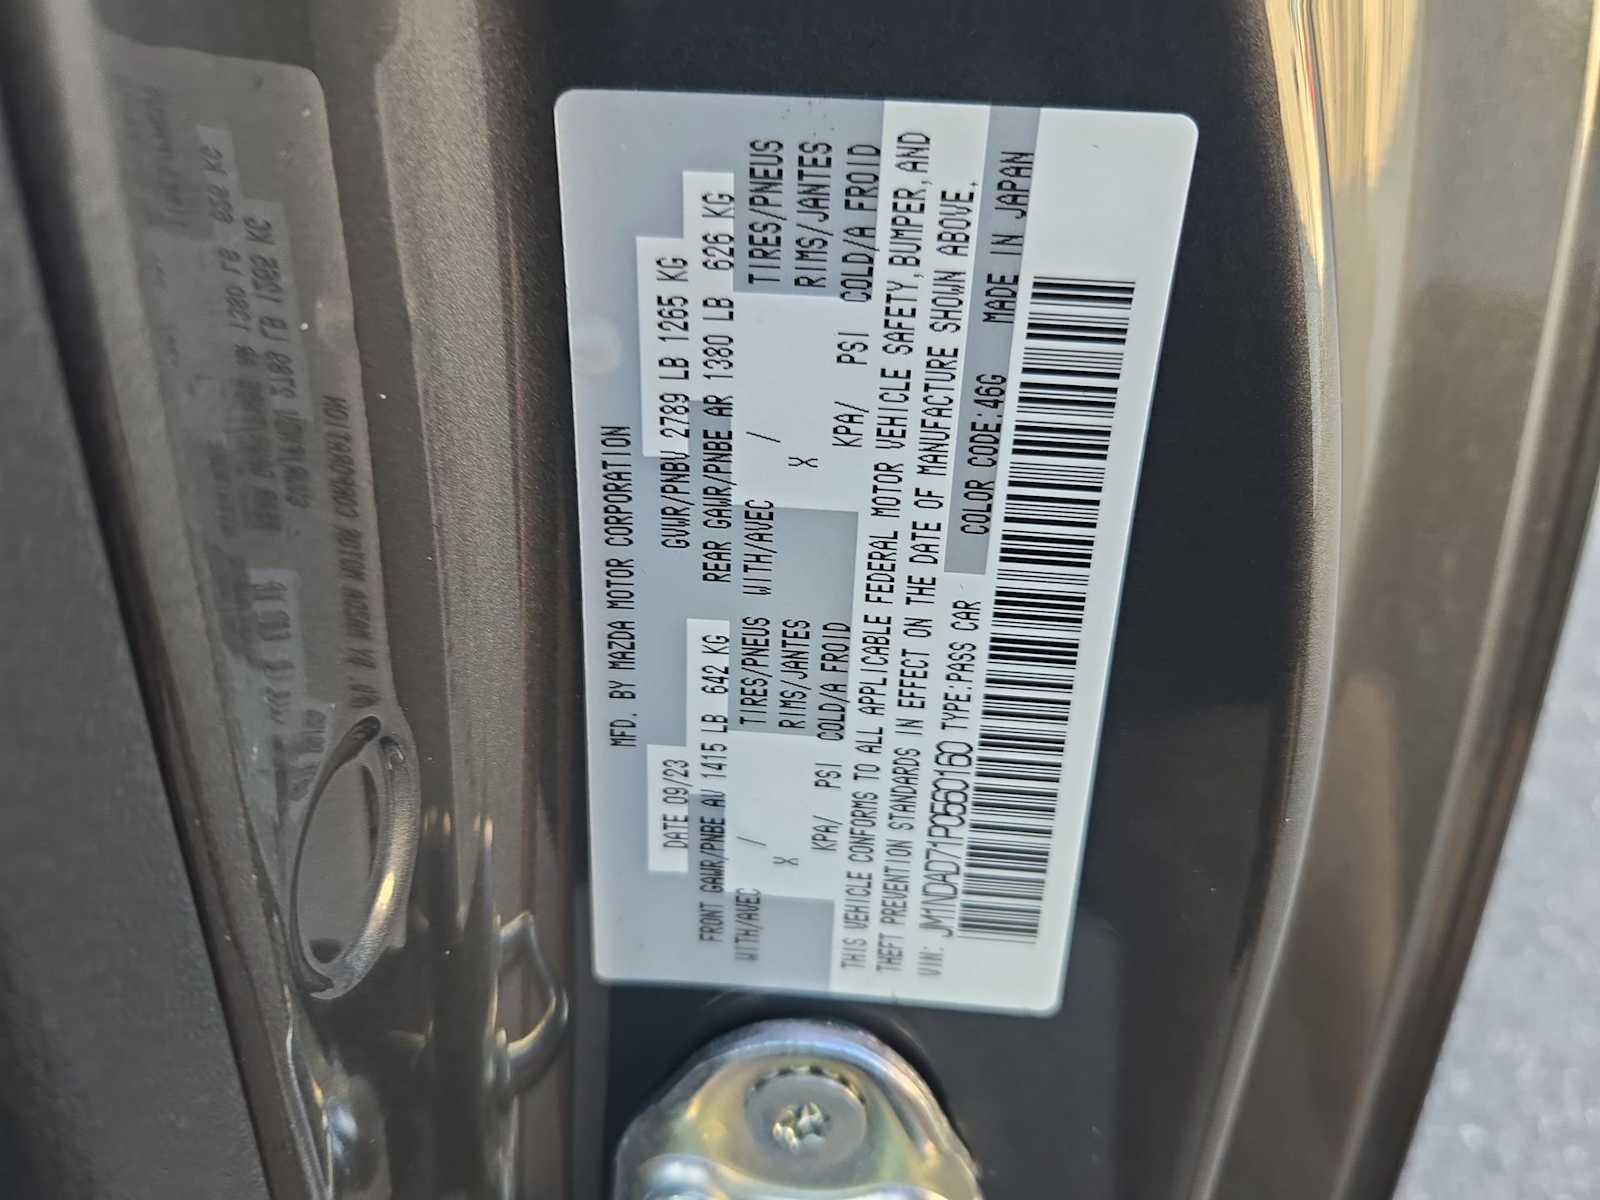 MFD. BY MAZDA MOTOR CORPORATION
DATE 09/23 GVWR/PNBV 2789 LB 1265 KG
FRONT GAWR/PNBE AV 1415 LB 642 KG REAR GAWR/PNBE AR 1380 LB 626 KG
WITH/AVEC / TIRES/PNEUS WITH/AVEC / TIRES/PNEUS
X RIMS/JANTES X RIMS/JANTES
KPA/ PSI COLD/A FROID KPA/ PSI COLD/A FROID
THIS VEHICLE CONFORMS TO ALL APPLICABLE FEDERAL MOTOR VEHICLE SAFETY, BUMPER, AND
THEFT PREVENTION STANDARDS IN EFFECT ON THE DATE OF MANUFACTURE SHOWN ABOVE.
VIN: JM1NDAD71P0560160 TYPE:PASS CAR COLOR CODE:46G MADE IN JAPAN